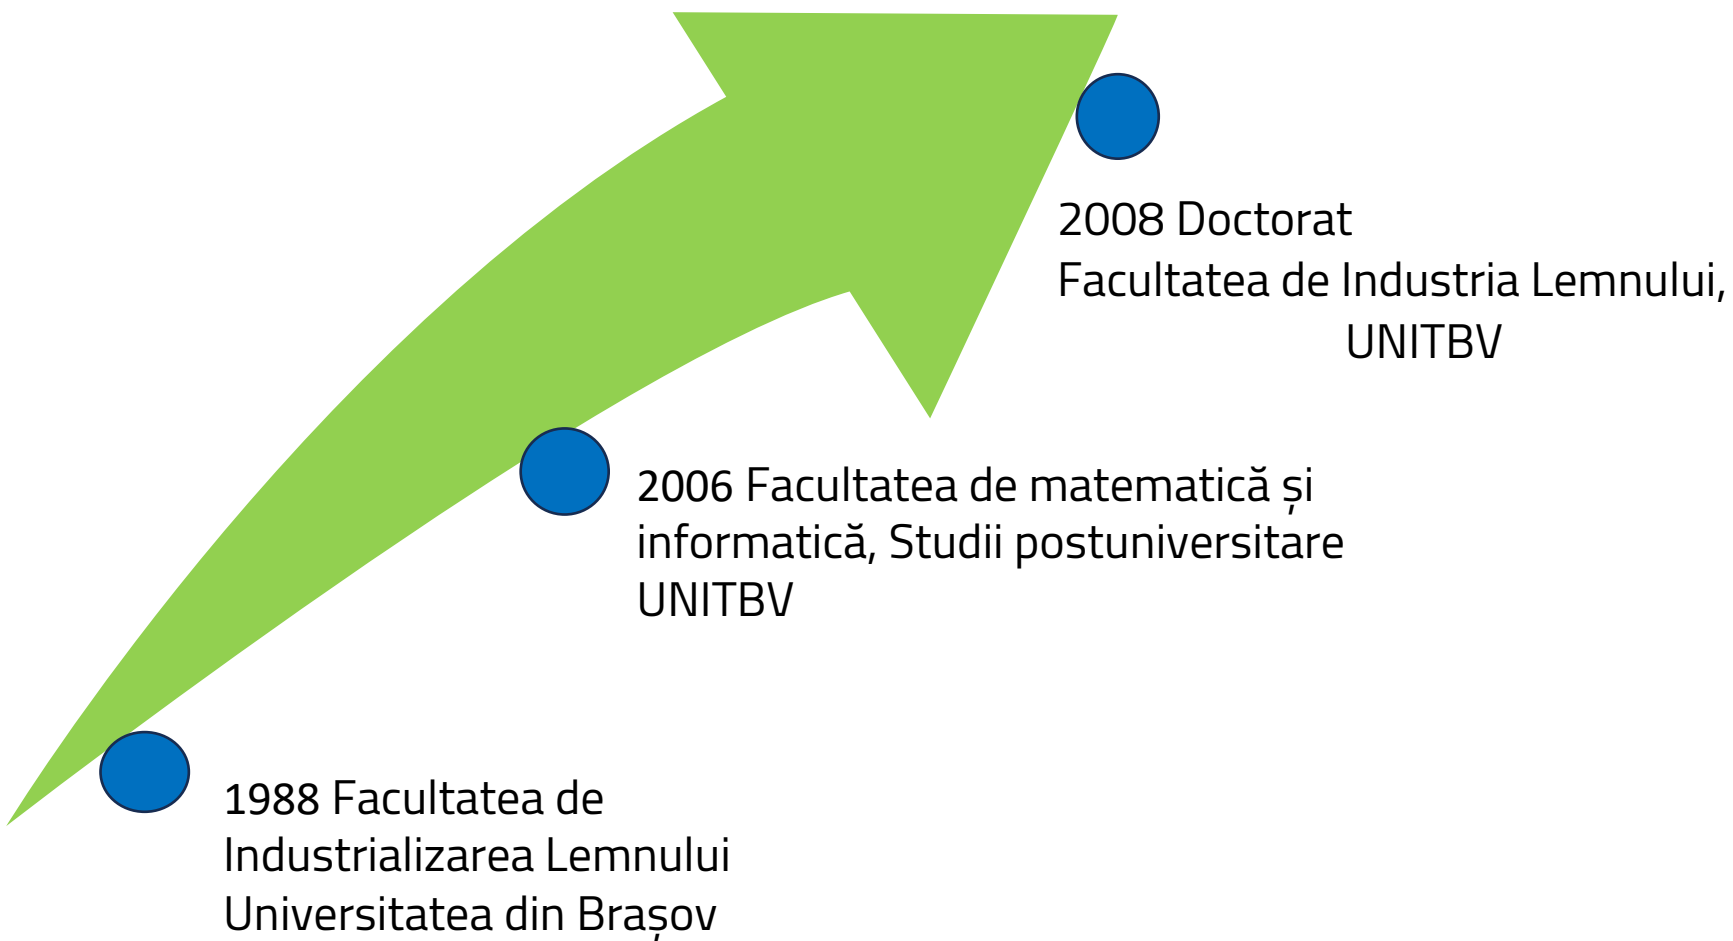 2008 Doctorat
Facultatea de Industria Lemnului,
UNITBV
2006 Facultatea de matematică și
informatică, Studii postuniversitare
UNITBV
1988 Facultatea de
Industrializarea Lemnului
Universitatea din Brașov